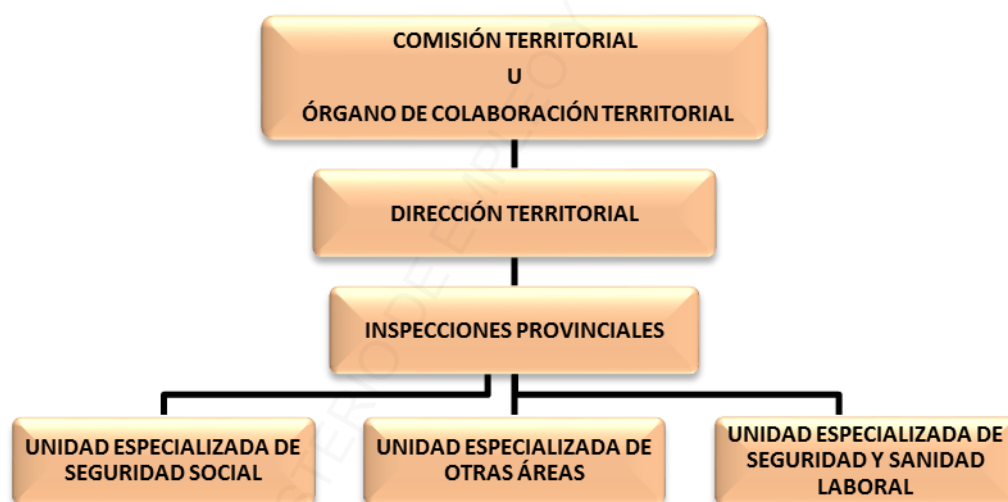 COMISIÓN TERRITORIAL
U
ÓRGANO DE COLABORACIÓN TERRITORIAL
DIRECCIÓN TERRITORIAL
INSPECCIONES PROVINCIALES
UNIDAD ESPECIALIZADA DE
SEGURIDAD SOCIAL
UNIDAD ESPECIALIZADA DE
OTRAS ÁREAS
UNIDAD ESPECIALIZADA DE
SEGURIDAD Y SANIDAD
LABORAL